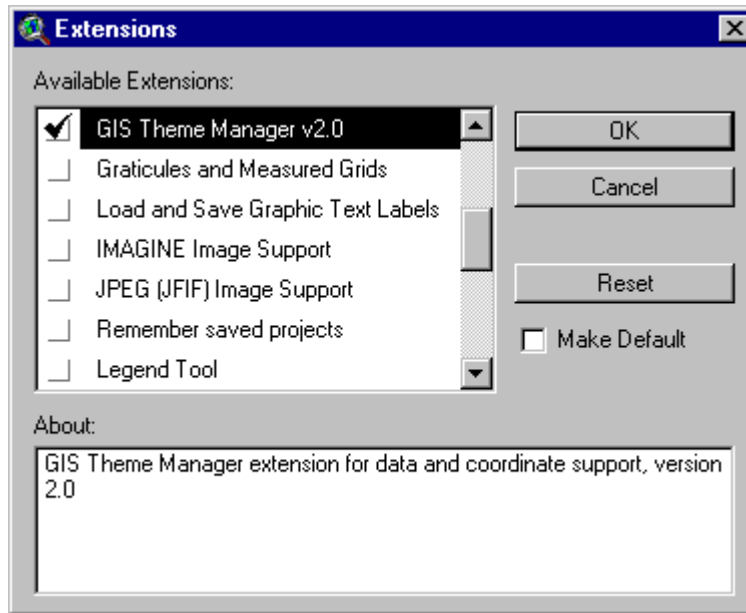 Extensions
Available Extensions:
GIS Theme Manager v2.0
Graticules and Measured Grids
Load and Save Graphic Text Labels
IMAGINE Image Support
JPEG (JFIF) Image Support
Remember saved projects
Legend Tool
OK
Cancel
Reset
Make Default
About:
GIS Theme Manager extension for data and coordinate support, version
2.0